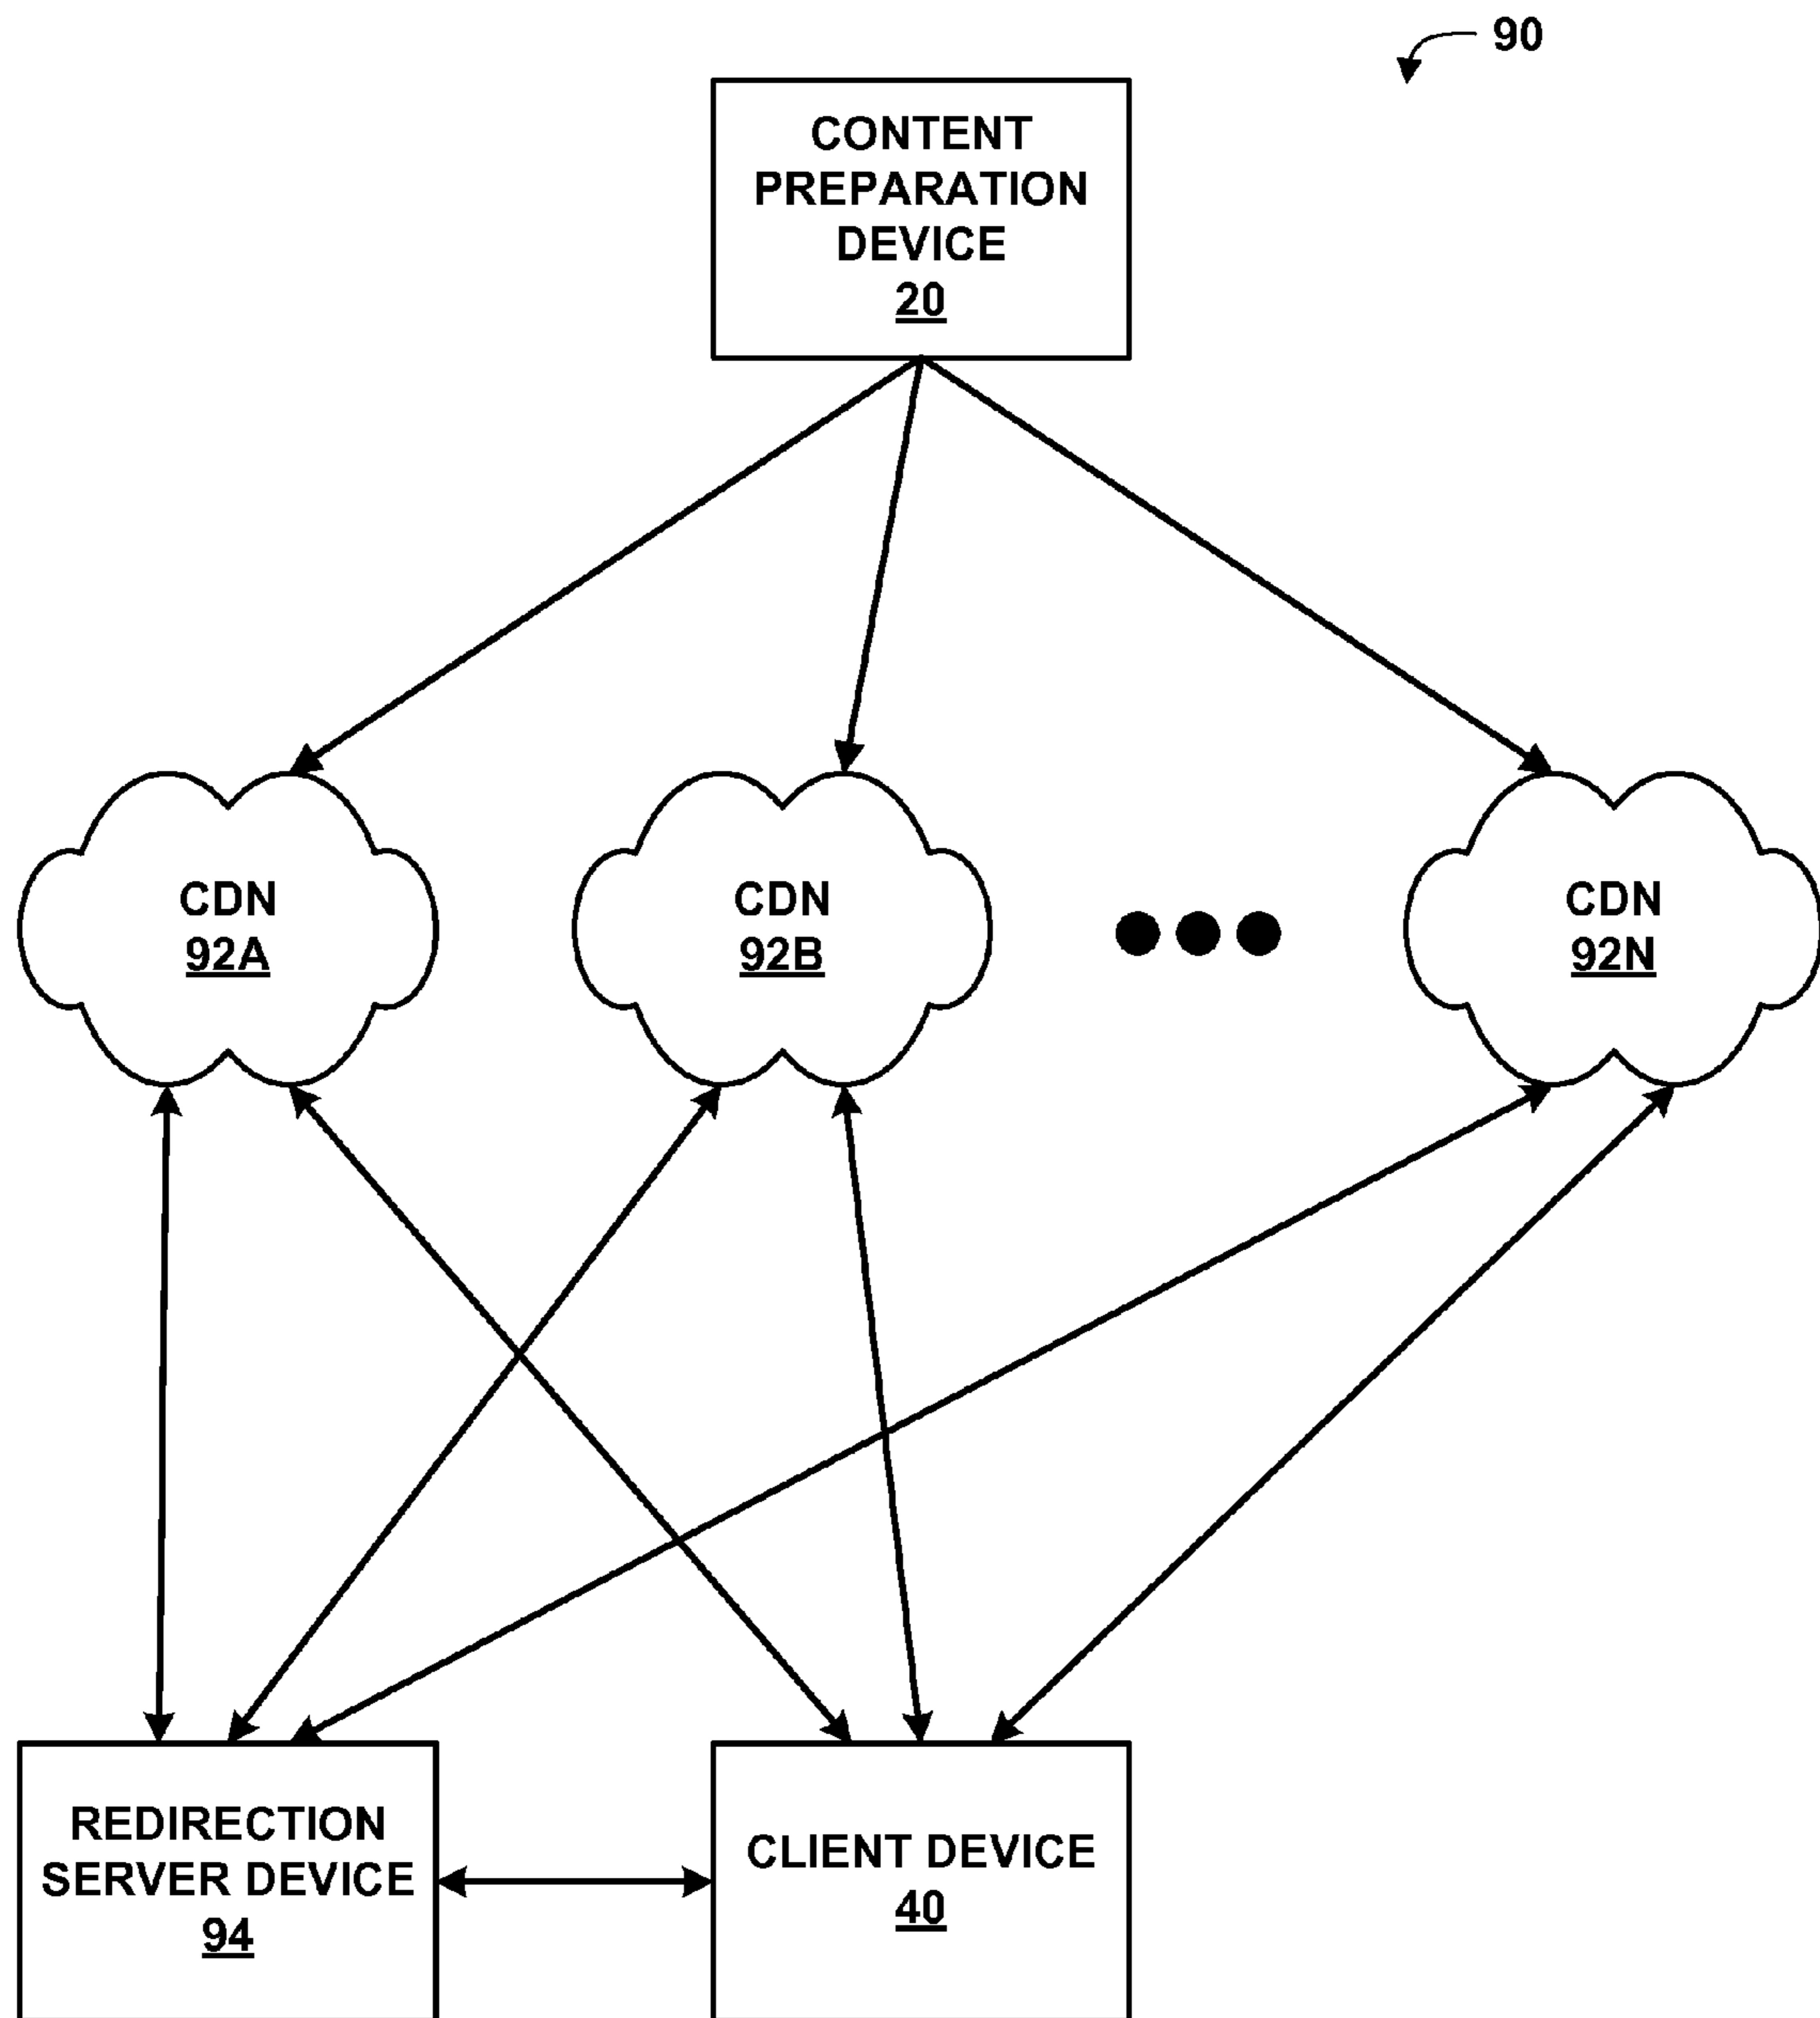 90
CONTENT
PREPARATION
DEVICE
20
CDN
92A
CDN
92B
CDN
92N
REDIRECTION
SERVER DEVICE
94
CLIENT DEVICE
40